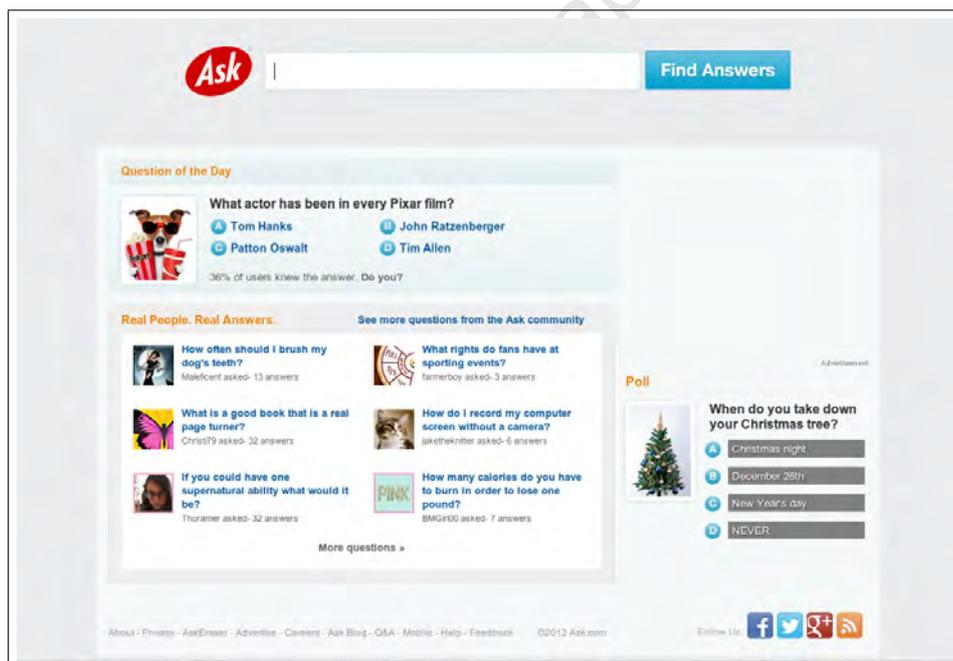 Ask
Find Answers
Question of the Day
What actor has been in every Pixar film?
A Tom Hanks
B John Ratzenberger
C Patton Oswalt
D Tim Allen
36% of users knew the answer. Do you?
Real People. Real Answers.
See more questions from the Ask community
How often should I brush my
dog's teeth?
Maleficent asked- 13 answers
What rights do fans have at
sporting events?
farmerboy asked- 3 answers
What is a good book that is a real
page turner?
Christi79 asked- 32 answers
How do I record my computer
screen without a camera?
jaketheknitter asked- 6 answers
If you could have one
supernatural ability what would it
be?
Thuramer asked- 32 answers
PINK
How many calories do you have
to burn in order to lose one
pound?
BMGirl00 asked- 7 answers
More questions »
Advertisement
Poll
When do you take down
your Christmas tree?
A Christmas night
B December 26th
C New Year's day
D NEVER
About - Privacy - AskEraser - Advertise - Careers - Ask Blog - Q&A - Mobile - Help - Feedback ©2012 Ask.com
Follow Us: